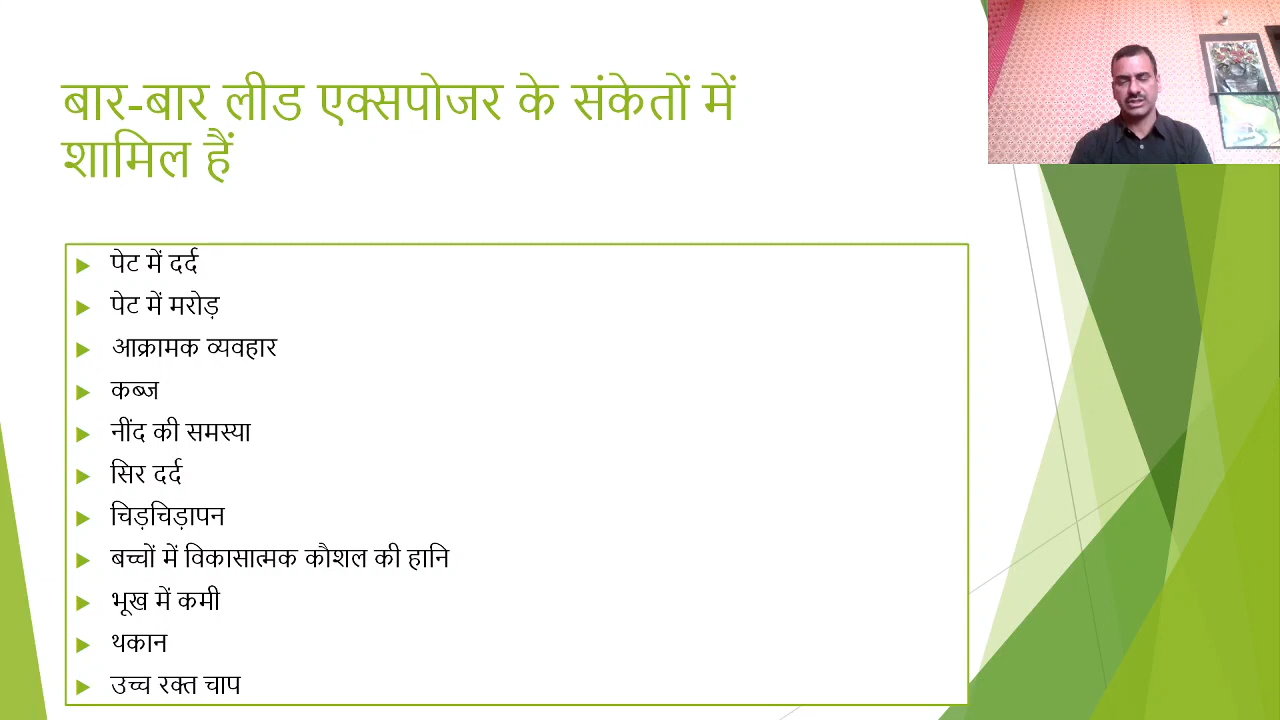 बार-बार लीड एक्सपोजर के संकेतों में
शामिल हैं
पेट में दर्द
पेट में मरोड़
आक्रामक व्यवहार
कब्ज
नींद की समस्या
सिर दर्द
चिड़चिड़ापन
बच्चों में विकासात्मक कौशल की हानि
भूख में कमी
थकान
उच्च रक्त चाप